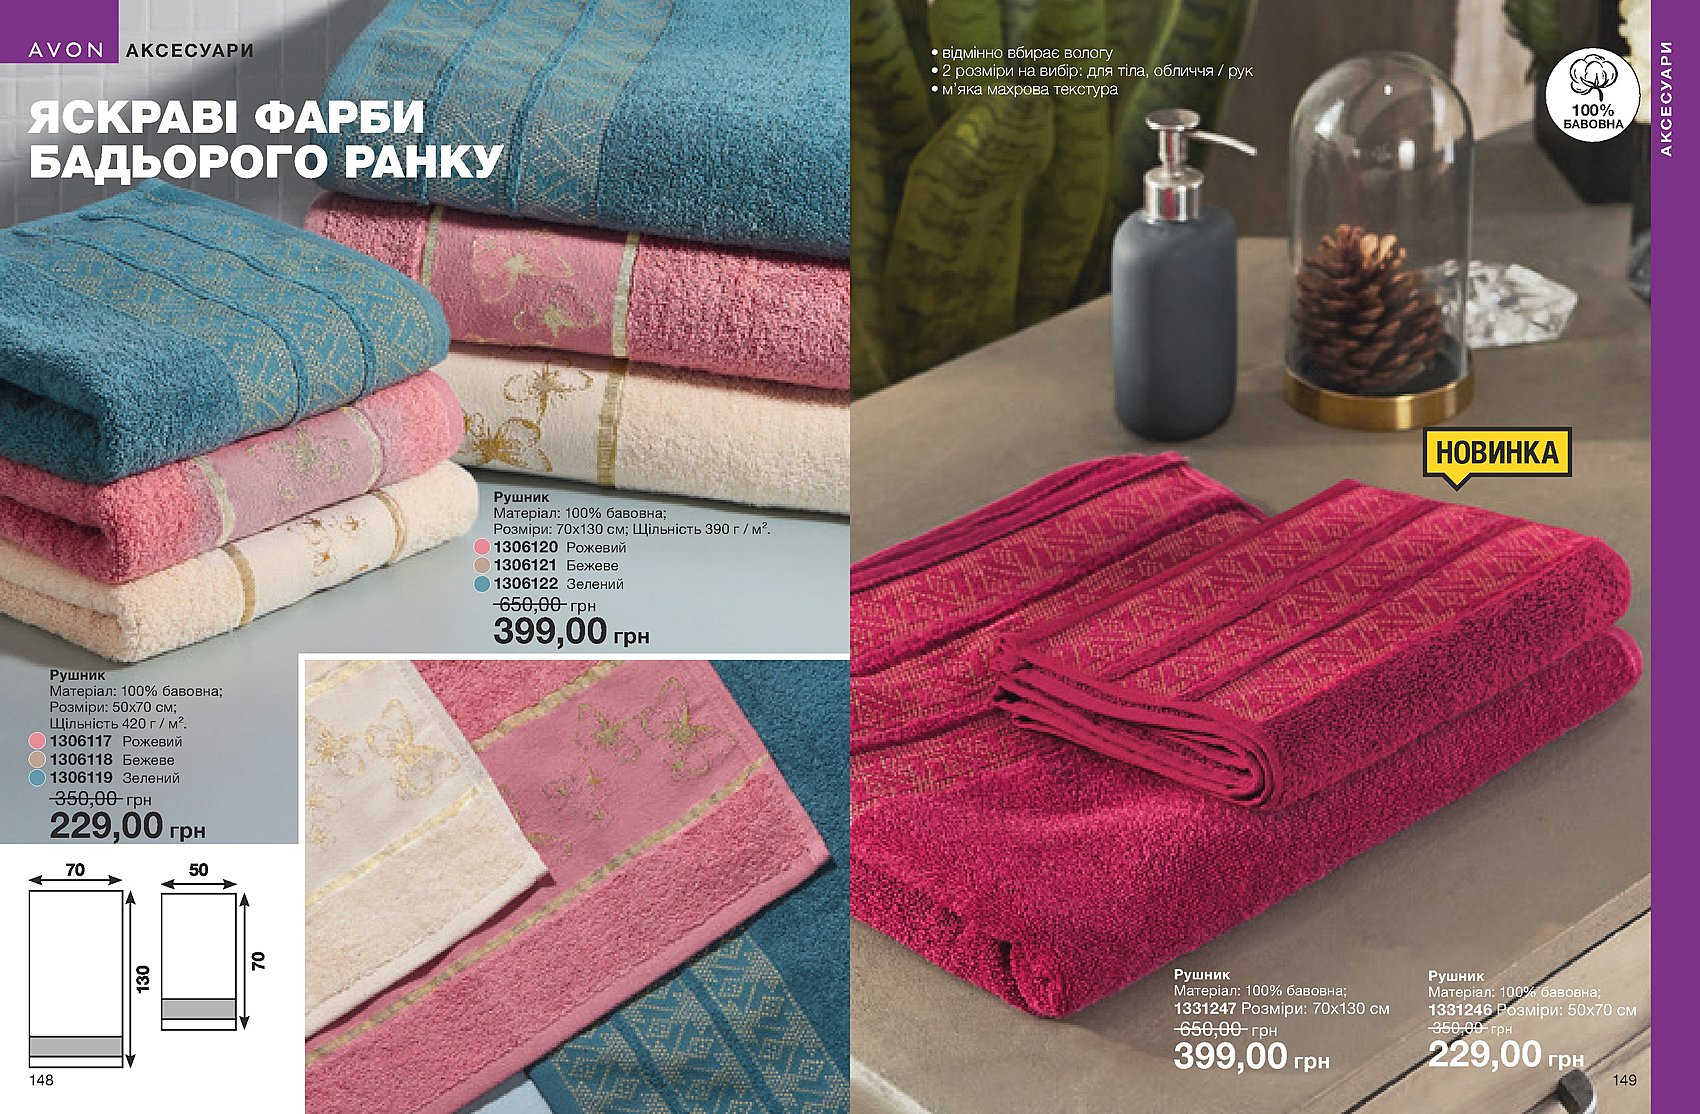 AVON АКСЕСУАРИ
ЯСКРАВІ ФАРБИ
БАДЬОРОГО РАНКУ
Рушник
Матеріал: 100% бавовна;
Розміри: 70х130 см; Щільність 390 г / м².
1306120 Рожевий
1306121 Бежеве
1306122 Зелений
650,00 грн
399,00 грн
Рушник
Матеріал: 100% бавовна;
Розміри: 50х70 см;
Щільність 420 г / м².
1306117 Рожевий
1306118 Бежеве
1306119 Зелений
350,00 грн
229,00 грн
70
130
50
70
148
• відмінно вбирає вологу
• 2 розміри на вибір: для тіла, обличчя / рук
• м'яка махрова текстура
100%
БАВОВНА
АКСЕСУАРИ
НОВИНКА
Рушник
Матеріал: 100% бавовна;
1331247 Розміри: 70х130 см
650,00 грн
399,00 грн
Рушник
Матеріал: 100% бавовна;
1331246 Розміри: 50х70 см
350,00 грн
229,00 грн
149